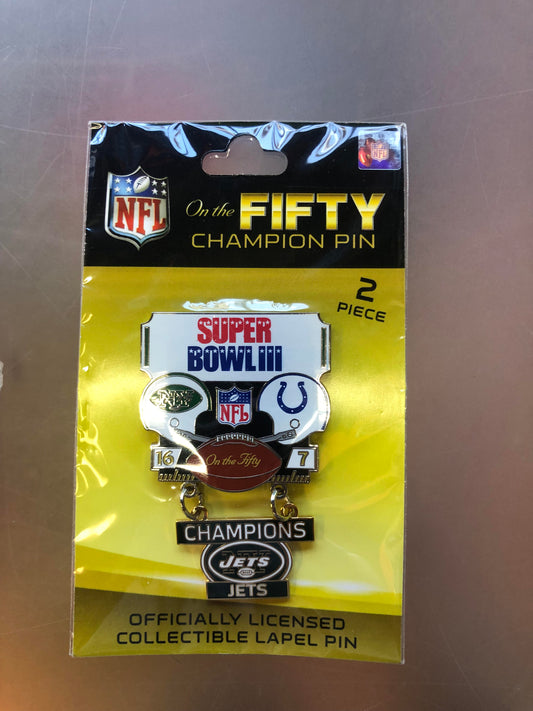 NFL
On the FIFTY
CHAMPION PIN
NFL
2
PIECE
SUPER
BOWL III
NFL
16
On the Fifty
7
CHAMPIONS
JETS
JETS
OFFICIALLY LICENSED
COLLECTIBLE LAPEL PIN